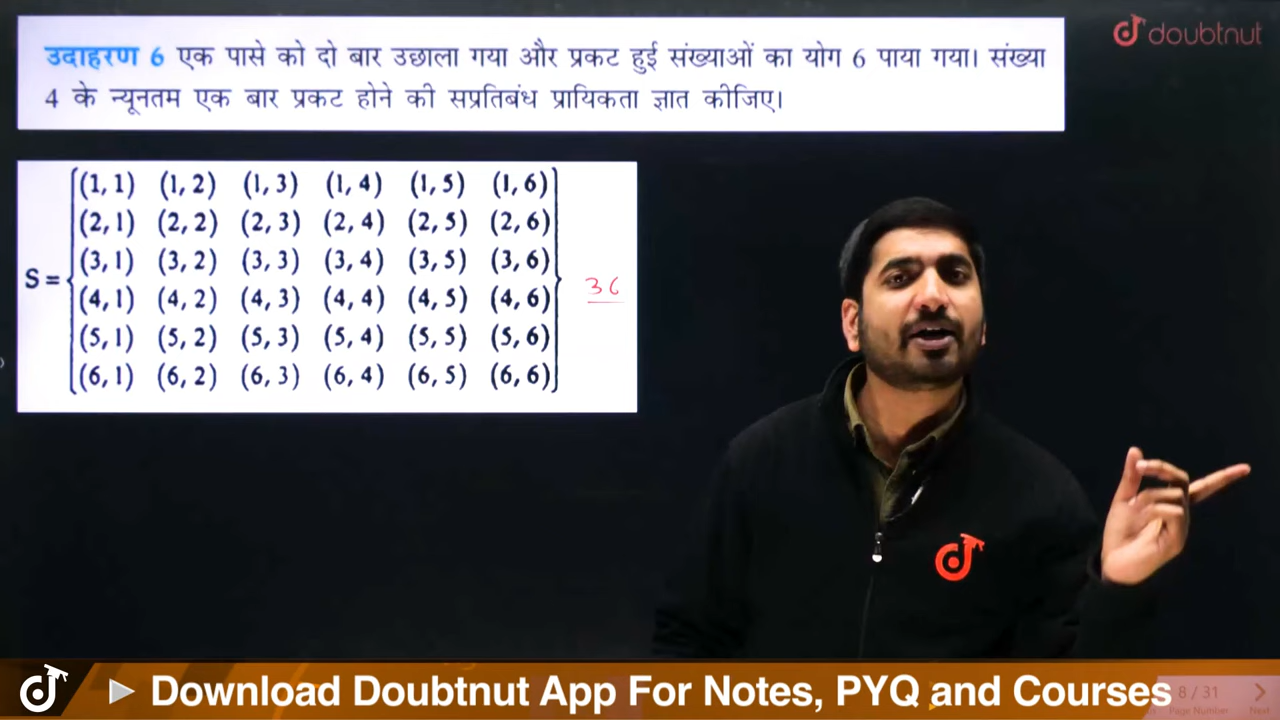 doubtnut
उदाहरण 6 एक पासे को दो बार उछाला गया और प्रकट हुई संख्याओं का योग 6 पाया गया। संख्या
4 के न्यूनतम एक बार प्रकट होने की सप्रतिबंध प्रायिकता ज्ञात कीजिए।
(1, 1) (1, 2) (1, 3) (1, 4) (1, 5) (1, 6)
(2, 1) (2, 2) (2, 3) (2, 4) (2, 5) (2, 6)
(3, 1) (3, 2) (3, 3) (3, 4) (3, 5) (3, 6)
S =
(4, 1) (4, 2) (4, 3) (4, 4) (4, 5) (4, 6)
(5, 1) (5, 2) (5, 3) (5, 4) (5, 5) (5, 6)
(6, 1) (6, 2) (6, 3) (6, 4) (6, 5) (6, 6)
36
Download Doubtnut App For Notes, PYQ and Courses
8 / 31
Page Number
Next